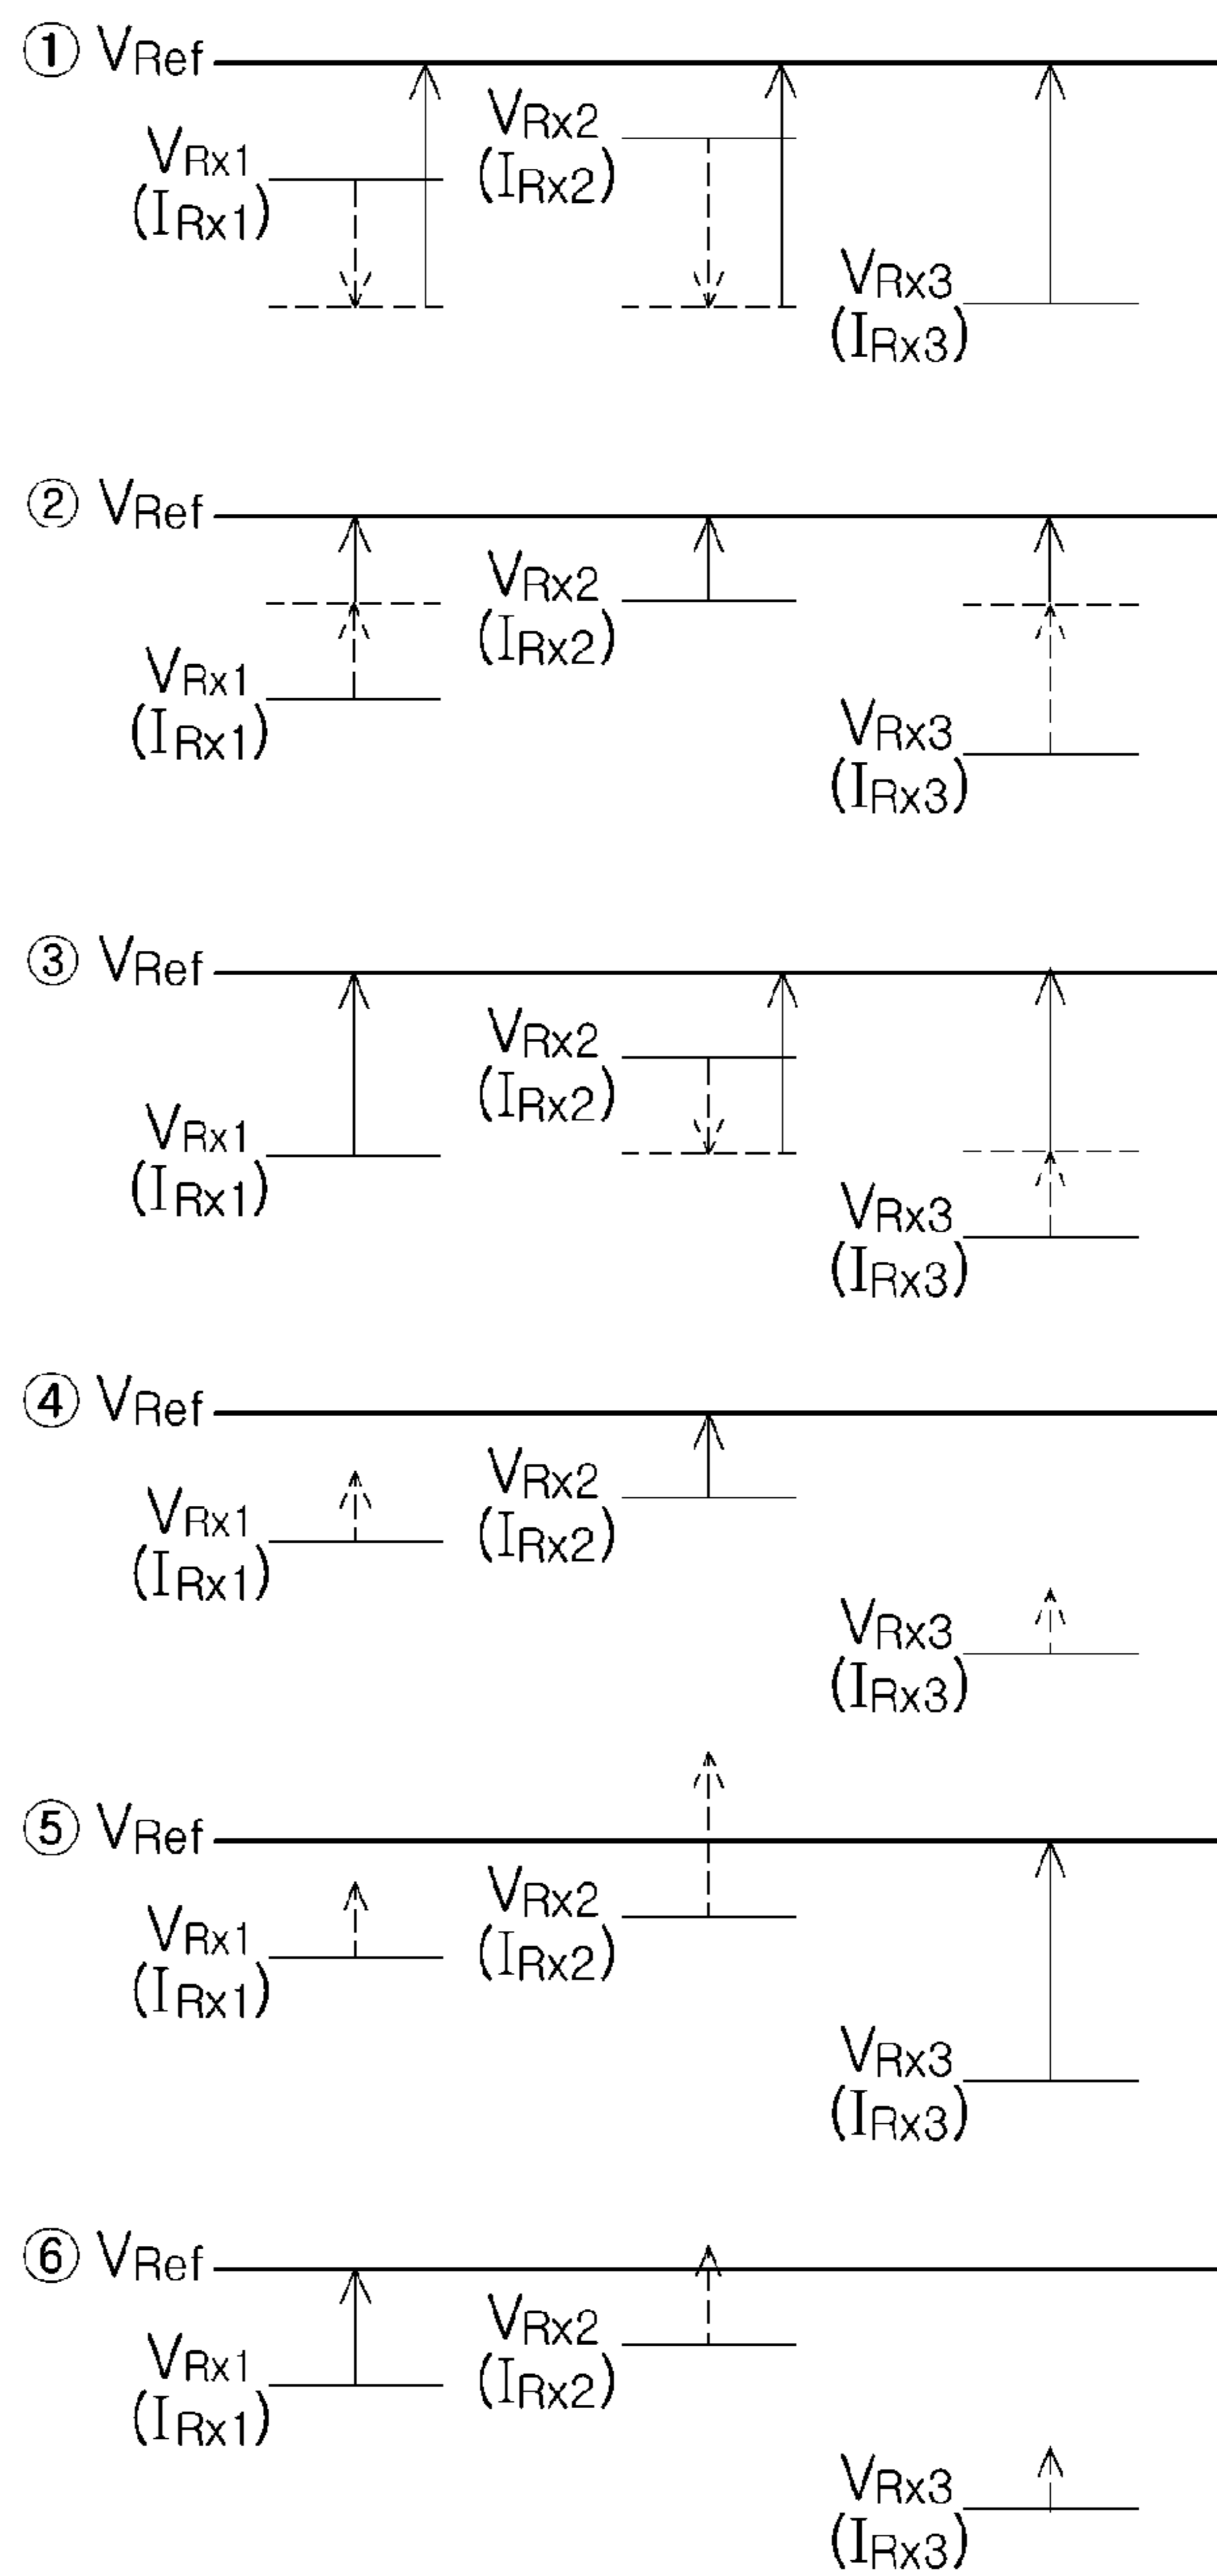 ① VRef
VRx1
(IRx1)
VRx2
(IRx2)
VRx3
(IRx3)
② VRef
VRx1
(IRx1)
VRx2
(IRx2)
VRx3
(IRx3)
③ VRef
VRx1
(IRx1)
VRx2
(IRx2)
VRx3
(IRx3)
④ VRef
VRx1
(IRx1)
VRx2
(IRx2)
VRx3
(IRx3)
⑤ VRef
VRx1
(IRx1)
VRx2
(IRx2)
VRx3
(IRx3)
⑥ VRef
VRx1
(IRx1)
VRx2
(IRx2)
VRx3
(IRx3)